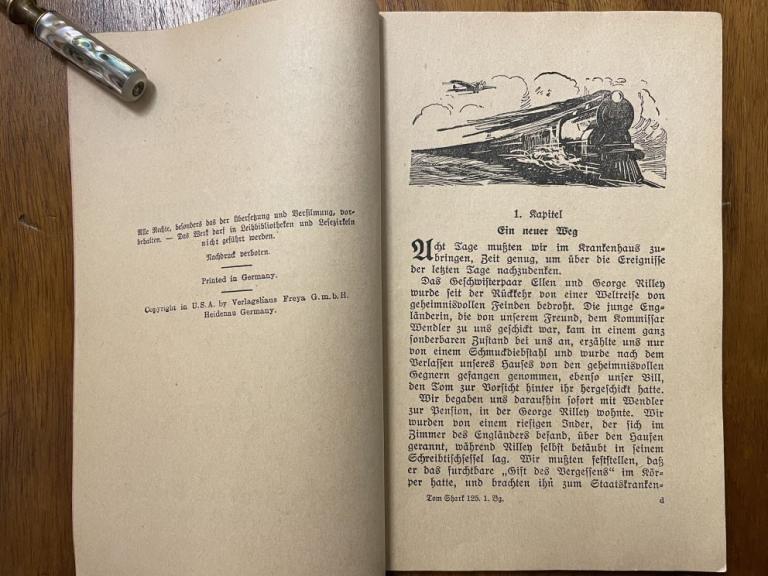 Alle Rechte, besonders das der Übersetzung und Verfilmung, vor-
behalten. — Das Werk darf in Leihbibliotheken und Lesezirkeln
nicht geführt werden.
Nachdruck verboten.
Printed in Germany.
Copyright in U.S.A. by Verlagshaus Freya G.m.b.H.
Heidenau Germany.
1. Kapitel
Ein neuer Weg
Acht Tage mußten wir im Krankenhaus zu-
bringen, Zeit genug, um über die Ereignisse
der letzten Tage nachzudenken.
Das Geschwisterpaar Ellen und George Rilley
wurde seit der Rückkehr von einer Weltreise von
geheimnisvollen Feinden bedroht. Die junge Eng-
länderin, die von unserem Freund, dem Kommissar
Wendler zu uns geschickt war, kam in einem ganz
sonderbaren Zustand bei uns an, erzählte uns nur
von einem Schmuckdiebstahl und wurde nach dem
Verlassen unseres Hauses von den geheimnisvollen
Gegnern gefangen genommen, ebenso unser Bill,
den Tom zur Vorsicht hinter ihr hergeschickt hatte.
Wir begaben uns daraufhin sofort mit Wendler
zur Pension, in der George Rilley wohnte. Wir
wurden von einem riesigen Inder, der sich im
Zimmer des Engländers befand, über den Haufen
gerannt, während Rilley selbst betäubt in seinem
Schreibtischsessel lag. Wir mußten feststellen, daß
er das furchtbare „Gift des Vergessens“ im Kör-
per hatte, und brachten ihn zum Staatskranken-
Tom Shark 125. 1. Bg.
d